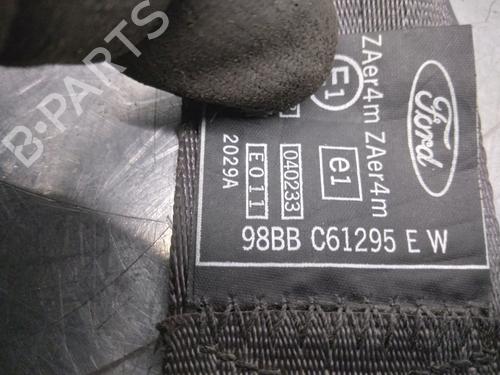 Ford
ZAer4m ZAer4m
E1
e1
040233
E011
2029A
98BB C61295 E W
B-PARTS